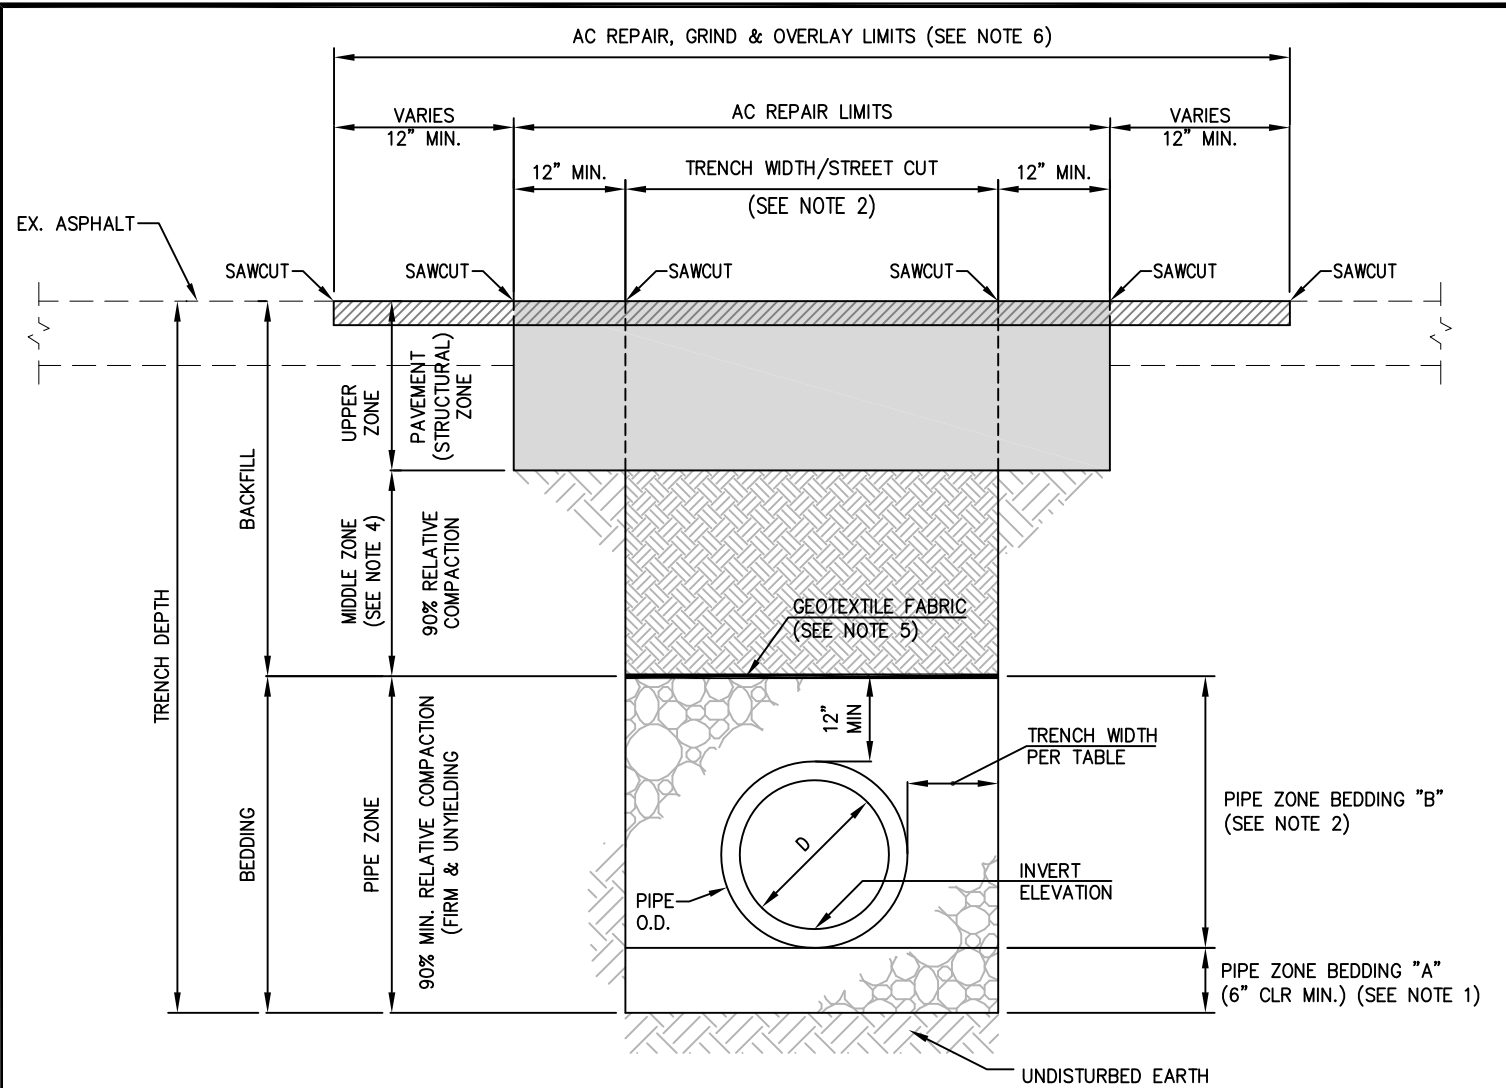 AC REPAIR, GRIND & OVERLAY LIMITS (SEE NOTE 6)
VARIES
12" MIN.
AC REPAIR LIMITS
VARIES
12" MIN.
12" MIN.
TRENCH WIDTH/STREET CUT
(SEE NOTE 2)
12" MIN.
EX. ASPHALT
SAWCUT
SAWCUT
SAWCUT
SAWCUT
SAWCUT
SAWCUT
TRENCH DEPTH
BACKFILL
UPPER
ZONE
PAVEMENT
(STRUCTURAL)
ZONE
MIDDLE ZONE
(SEE NOTE 4)
90% RELATIVE
COMPACTION
GEOTEXTILE FABRIC
(SEE NOTE 5)
BEDDING
PIPE ZONE
90% MIN. RELATIVE COMPACTION
(FIRM & UNYIELDING
12"
MIN
TRENCH WIDTH
PER TABLE
D
PIPE
O.D.
INVERT
ELEVATION
PIPE ZONE BEDDING "B"
(SEE NOTE 2)
PIPE ZONE BEDDING "A"
(6" CLR MIN.) (SEE NOTE 1)
UNDISTURBED EARTH